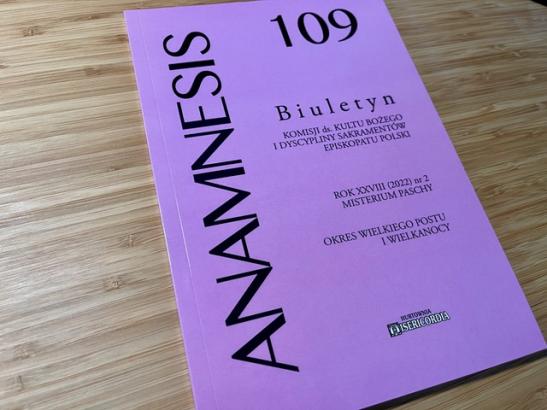 ANAMNESIS
109
Biuletyn
KOMISJI ds. KULTU BOŻEGO
I DYSCYPLINY SAKRAMENTÓW
EPISKOPATU POLSKI
ROK XXVIII (2022) nr 2
MISTERIUM PASCHY
OKRES WIELKIEGO POSTU
I WIELKANOCY
HURTOWNIA
MISERICORDIA